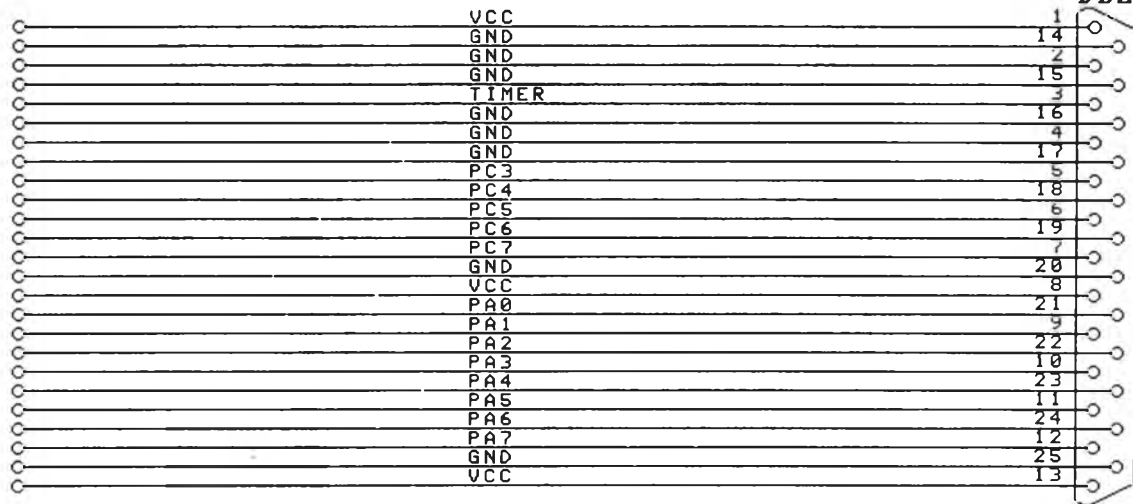 VCC 1
GND 14
GND 2
GND 15
TIMER 3
GND 16
GND 4
GND 17
PC3 5
PC4 18
PC5 6
PC6 19
PC7 7
GND 20
VCC 8
PA0 21
PA1 9
PA2 22
PA3 10
PA4 23
PA5 11
PA6 24
PA7 12
GND 25
VCC 13